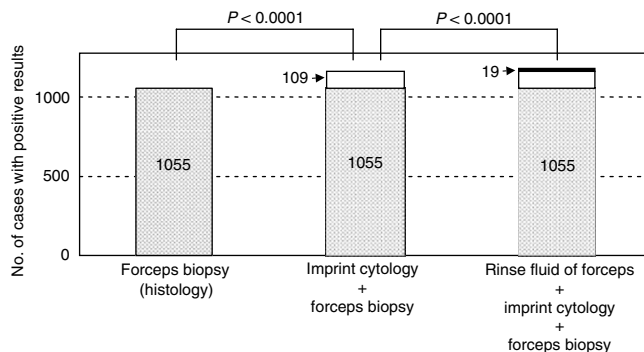 P < 0.0001
P < 0.0001
No. of cases with positive results
1000
500
0
1055
109
1055
19
1055
Forceps biopsy
(histology)
Imprint cytology
+
forceps biopsy
Rinse fluid of forceps
+
imprint cytology
+
forceps biopsy